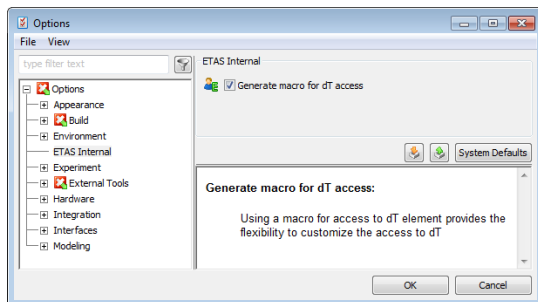 Options
File View
type filter text
Options
Appearance
Build
Environment
ETAS Internal
Experiment
External Tools
Hardware
Integration
Interfaces
Modeling
ETAS Internal
Generate macro for dT access
System Defaults
Generate macro for dT access:
Using a macro for access to dT element provides the
flexibility to customize the access to dT
OK Cancel